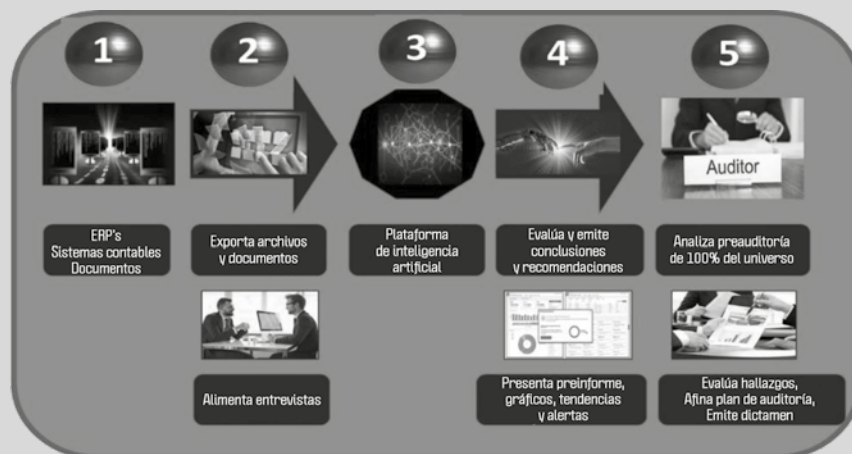 1
2
3
4
5
Auditor
ERP's
Sistemas contables
Documentos
Exporta archivos
y documentos
Plataforma
de inteligencia
artificial
Evalúa y emite
conclusiones
y recomendaciones
Analiza preauditoría
de 100% del universo
Alimenta entrevistas
Presenta preinforme,
gráficos, tendencias
y alertas
Evalúa hallazgos,
Afina plan de auditoría,
Emite dictamen